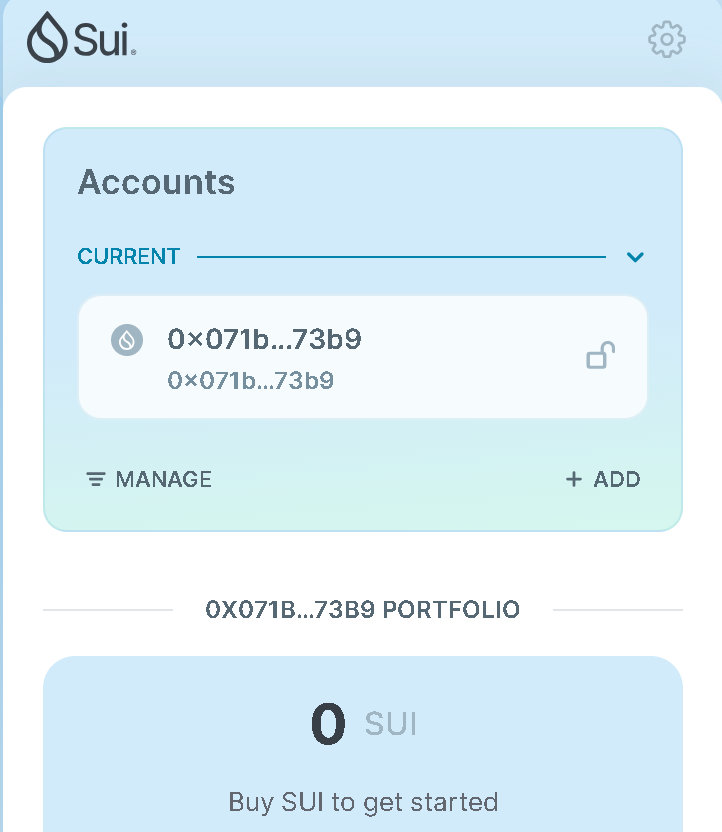 Sui
Accounts
CURRENT
0×071b...73b9
0×071b...73b9
MANAGE
+ ADD
0X071B...73B9 PORTFOLIO
0 SUI
Buy SUI to get started